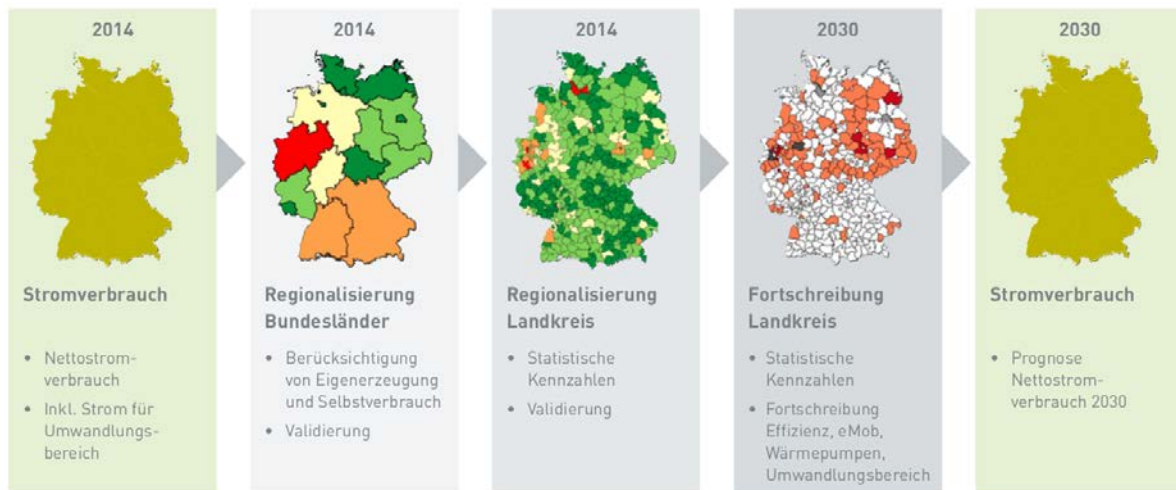 2014
Stromverbrauch
• Nettostrom-
verbrauch
• Inkl. Strom für
Umwandlungs-
bereich
2014
Regionalisierung
Bundesländer
• Berücksichtigung
von Eigenerzeugung
und Selbstverbrauch
• Validierung
2014
Regionalisierung
Landkreis
• Statistische
Kennzahlen
• Validierung
2030
Fortschreibung
Landkreis
• Statistische
Kennzahlen
• Fortschreibung
Effizienz, eMob,
Wärmepumpen,
Umwandlungsbereich
2030
Stromverbrauch
• Prognose
Nettostrom-
verbrauch 2030